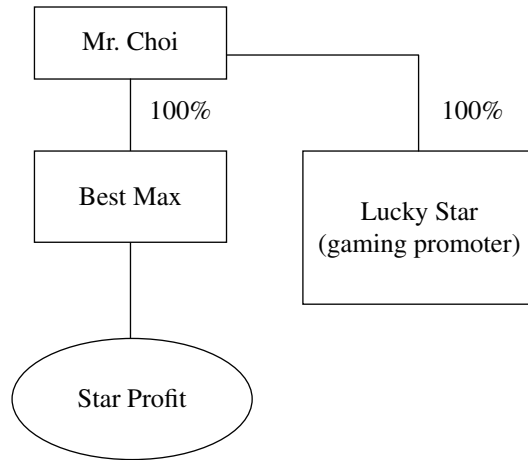 Mr. Choi
100%
100%
Best Max
Lucky Star
(gaming promoter)
Star Profit